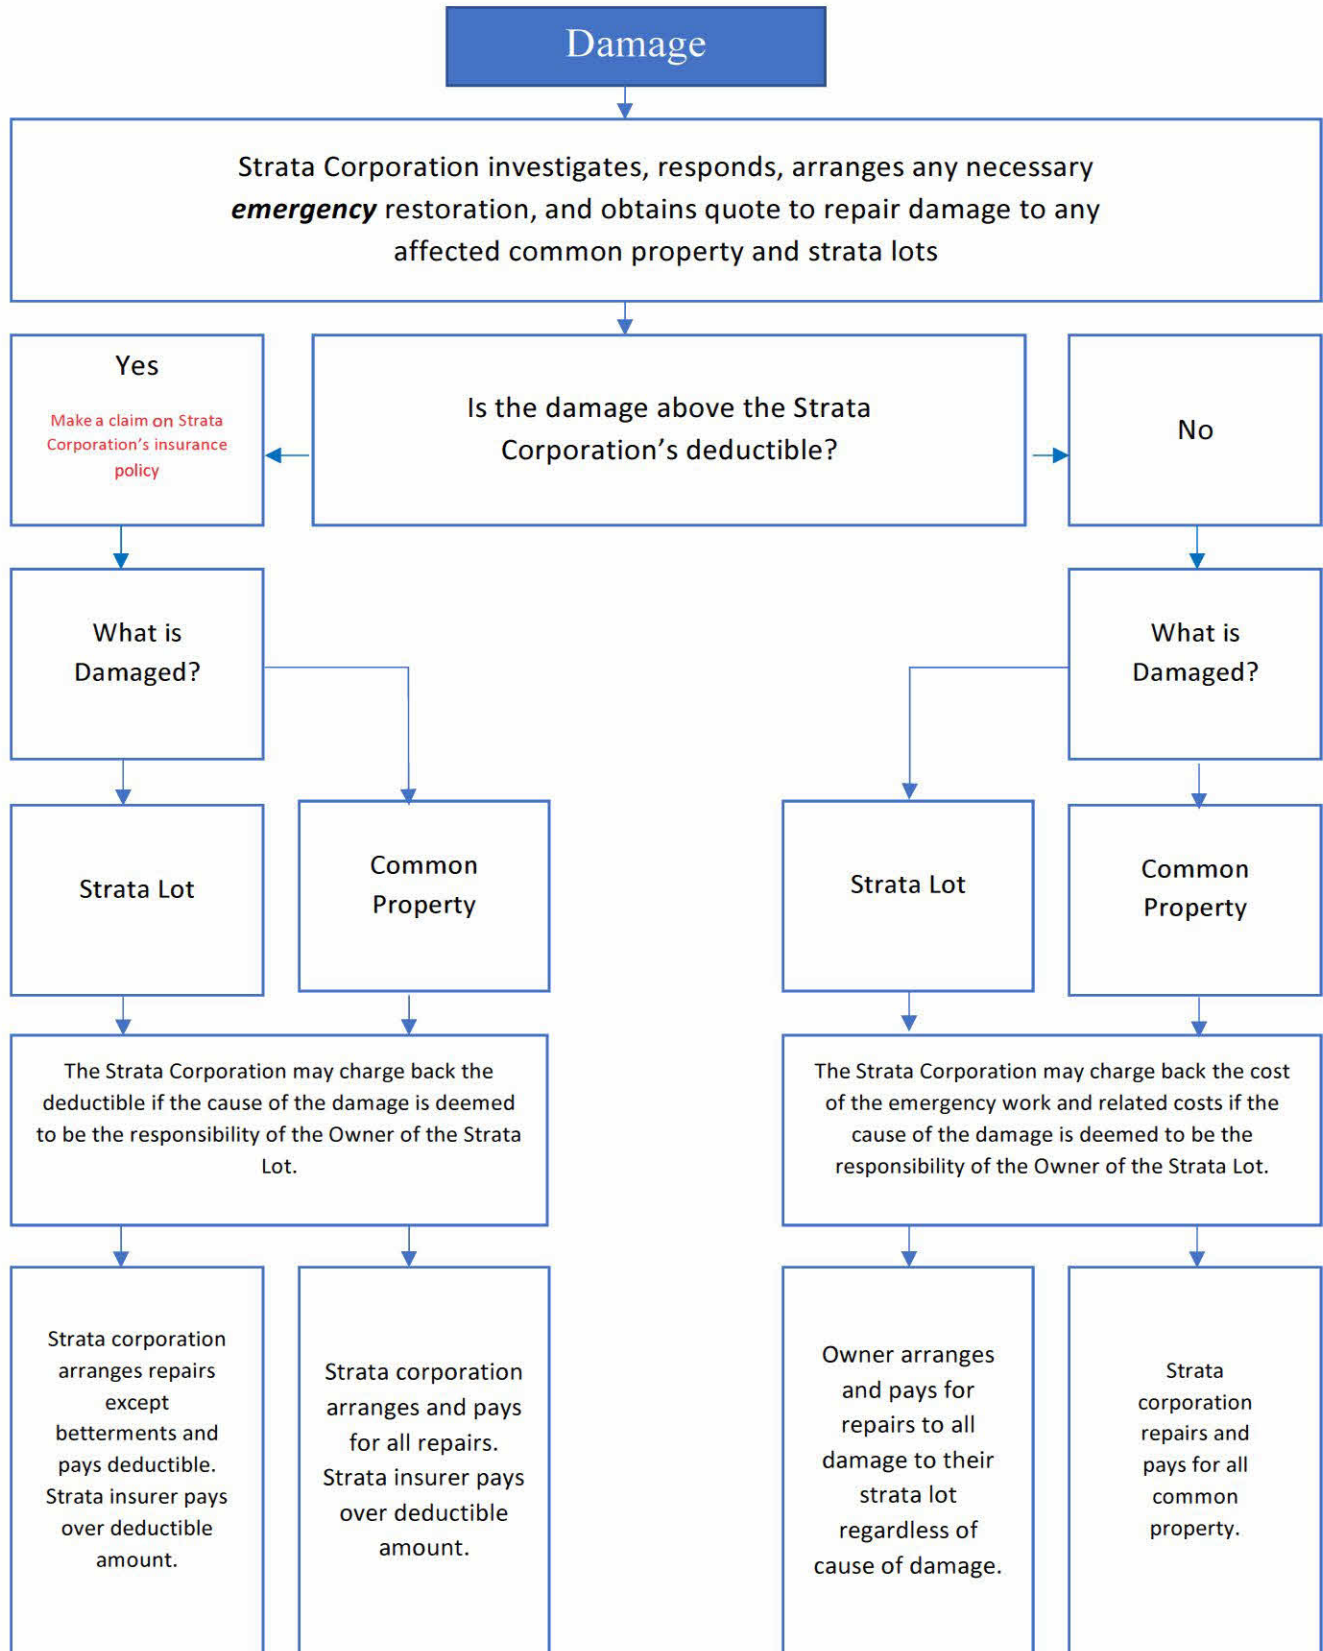 Damage
Strata Corporation investigates, responds, arranges any necessary
emergency restoration, and obtains quote to repair damage to any
affected common property and strata lots
Yes
Make a claim on Strata
Corporation’s insurance
policy
Is the damage above the Strata
Corporation’s deductible?
No
What is
Damaged?
What is
Damaged?
Strata Lot
Common
Property
Strata Lot
Common
Property
The Strata Corporation may charge back the
deductible if the cause of the damage is deemed
to be the responsibility of the Owner of the Strata
Lot.
The Strata Corporation may charge back the cost
of the emergency work and related costs if the
cause of the damage is deemed to be the
responsibility of the Owner of the Strata Lot.
Strata corporation
arranges repairs
except
betterments and
pays deductible.
Strata insurer pays
over deductible
amount.
Strata corporation
arranges and pays
for all repairs.
Strata insurer pays
over deductible
amount.
Owner arranges
and pays for
repairs to all
damage to their
strata lot
regardless of
cause of damage.
Strata
corporation
repairs and
pays for all
common
property.